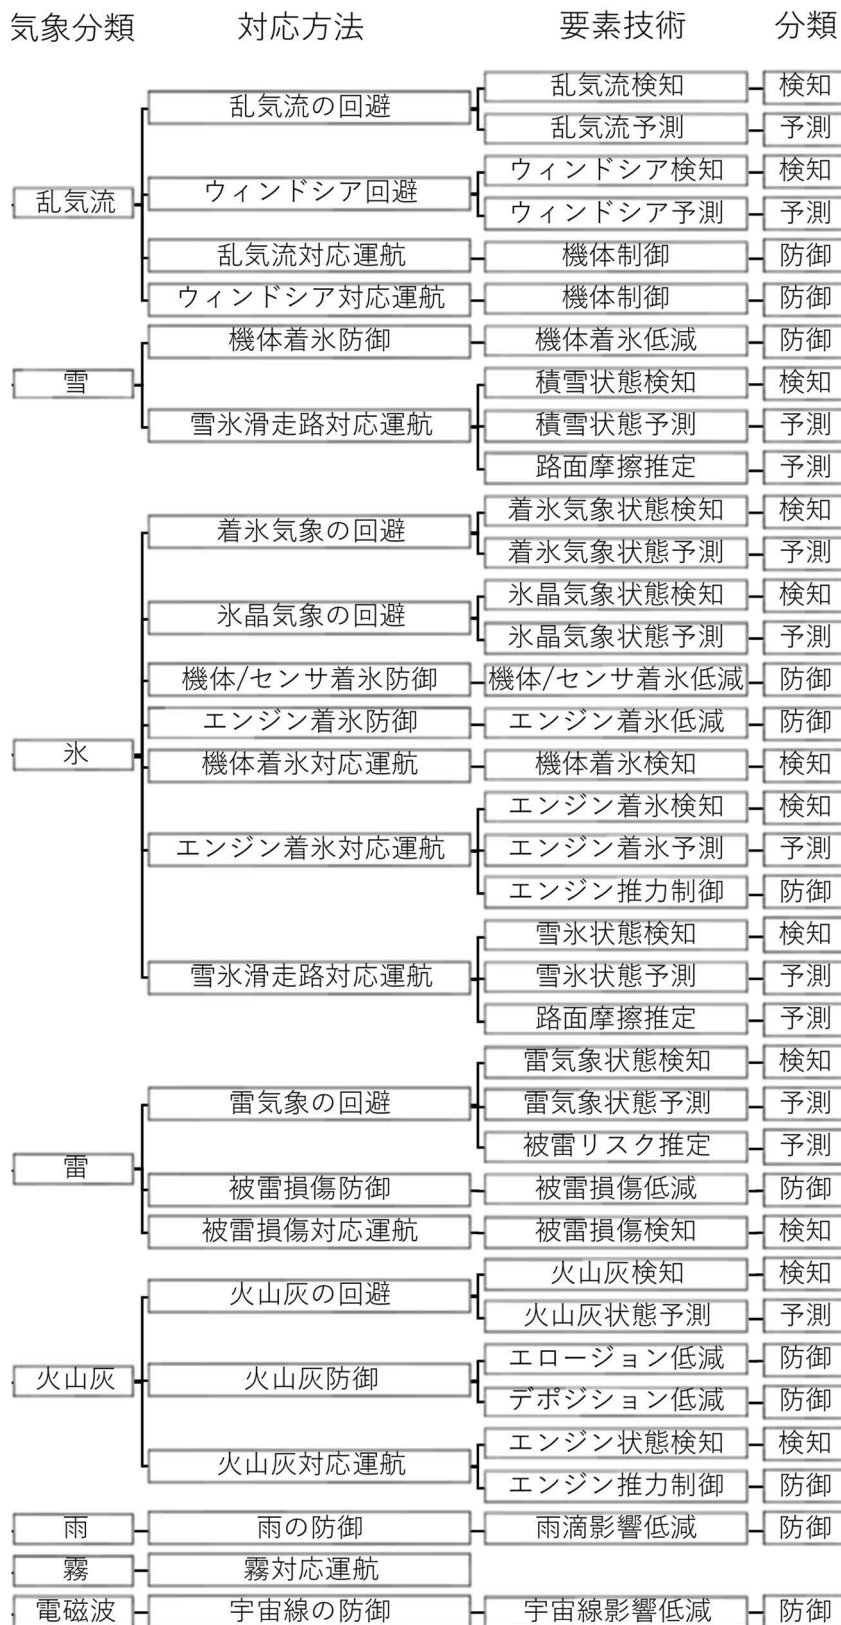 気象分類 対応方法 要素技術 分類
乱気流検知 検知
乱気流の回避
乱気流予測 予測
ウィンドシア検知 検知
乱気流 ウィンドシア回避
ウィンドシア予測 予測
乱気流対応運航 機体制御 防御
ウィンドシア対応運航 機体制御 防御
機体着氷防御 機体着氷低減 防御
雪 積雪状態検知 検知
雪氷滑走路対応運航 積雪状態予測 予測
路面摩擦推定 予測
着氷気象状態検知 検知
着氷気象の回避
着氷気象状態予測 予測
氷晶気象状態検知 検知
氷晶気象の回避
氷晶気象状態予測 予測
機体/センサ着氷防御 機体/センサ着氷低減 防御
エンジン着氷防御 エンジン着氷低減 防御
氷 機体着氷対応運航 機体着氷検知 検知
エンジン着氷検知 検知
エンジン着氷対応運航 エンジン着氷予測 予測
エンジン推力制御 防御
雪氷状態検知 検知
雪氷滑走路対応運航 雪氷状態予測 予測
路面摩擦推定 予測
雷気象状態検知 検知
雷気象の回避 雷気象状態予測 予測
被雷リスク推定 予測
雷
被雷損傷防御 被雷損傷低減 防御
被雷損傷対応運航 被雷損傷検知 検知
火山灰検知 検知
火山灰の回避
火山灰状態予測 予測
エロージョン低減 防御
火山灰 火山灰防御
デポジション低減 防御
エンジン状態検知 検知
火山灰対応運航
エンジン推力制御 防御
雨 雨の防御 雨滴影響低減 防御
霧 霧対応運航
電磁波 宇宙線の防御 宇宙線影響低減 防御